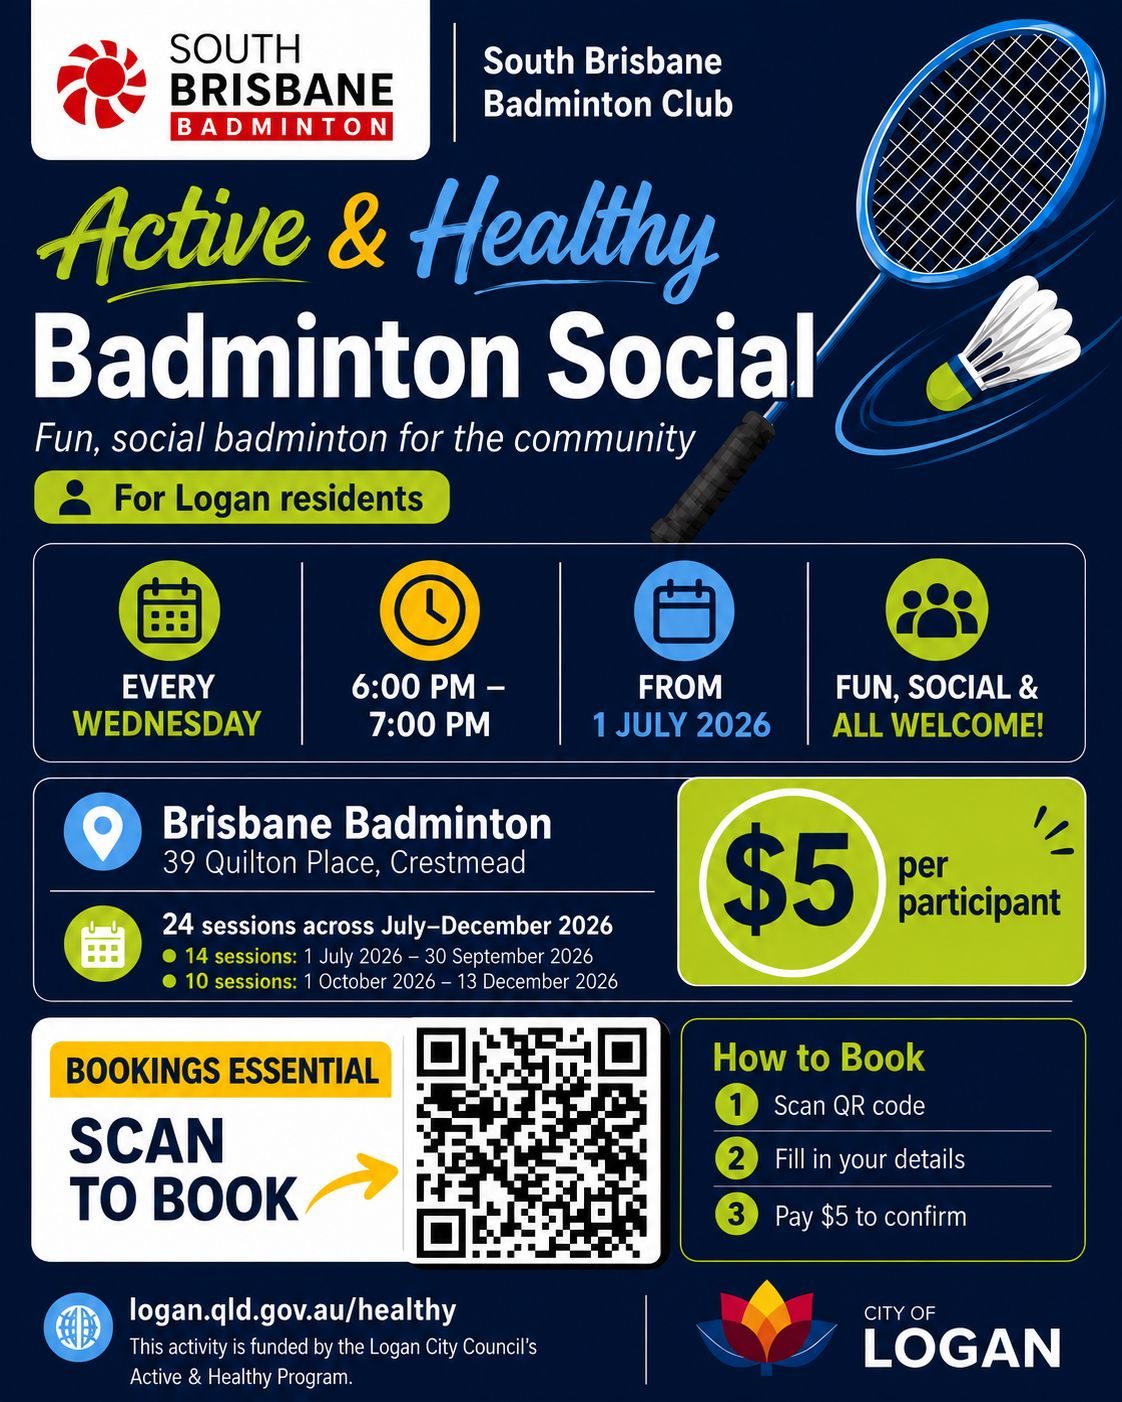 SOUTH
BRISBANE
BADMINTON
South Brisbane
Badminton Club
Active & Healthy
Badminton Social
Fun, social badminton for the community
For Logan residents
EVERY
WEDNESDAY
6:00 PM –
7:00 PM
FROM
1 JULY 2026
FUN, SOCIAL &
ALL WELCOME!
Brisbane Badminton
39 Quilton Place, Crestmead
24 sessions across July–December 2026
14 sessions: 1 July 2026 – 30 September 2026
10 sessions: 1 October 2026 – 13 December 2026
$5
per
participant
BOOKINGS ESSENTIAL
SCAN
TO BOOK
How to Book
1 Scan QR code
2 Fill in your details
3 Pay $5 to confirm
logan.qld.gov.au/healthy
This activity is funded by the Logan City Council's
Active & Healthy Program.
CITY OF
LOGAN